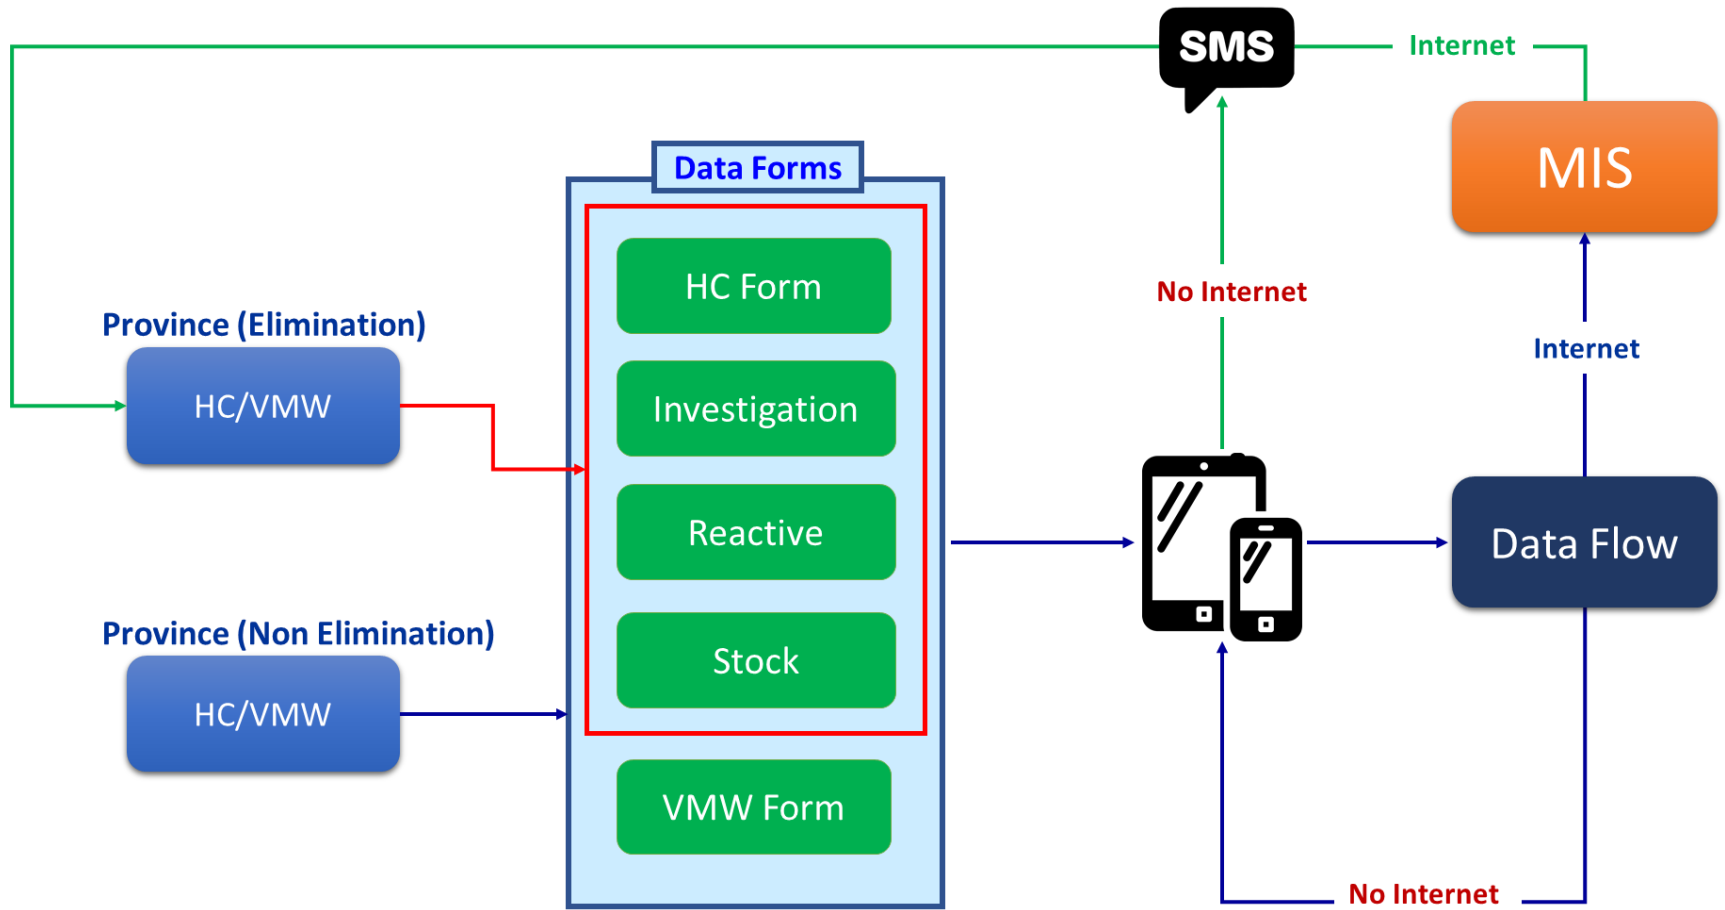 SMS
Internet
MIS
Data Forms
HC Form
No Internet
Province (Elimination)
Internet
HC/VMW
Investigation
Reactive
Data Flow
Province (Non Elimination)
Stock
HC/VMW
VMW Form
No Internet